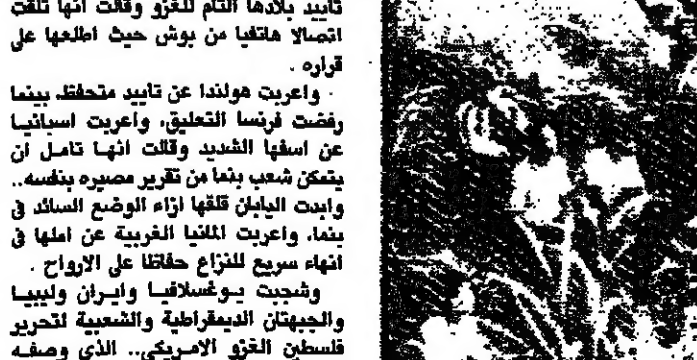 تأييد بلادها التام للغزو وقالت انها تلقت
اتصالا هاتفيا من بوش حيث اطلعها على
قراره .
واعربت هولندا عن تأييد متحفظ بينما
رفضت فرنسا التعليق، واعربت اسبانيا
عن اسفها الشديد وقالت انها تامل ان
يتمكن شعب بنما من تقرير مصيره بنفسه..
وابدت اليابان قلقها ازاء الوضع السائد في
بنما، واعربت المانيا الغربية عن املها في
انهاء سريع للنزاع حفاظا على الارواح .
وشجبت يوغسلافيا وايران وليبيا
والجبهتان الديمقراطية والشعبية لتحرير
فلسطين الغزو الامريكي.. الذي وصفه